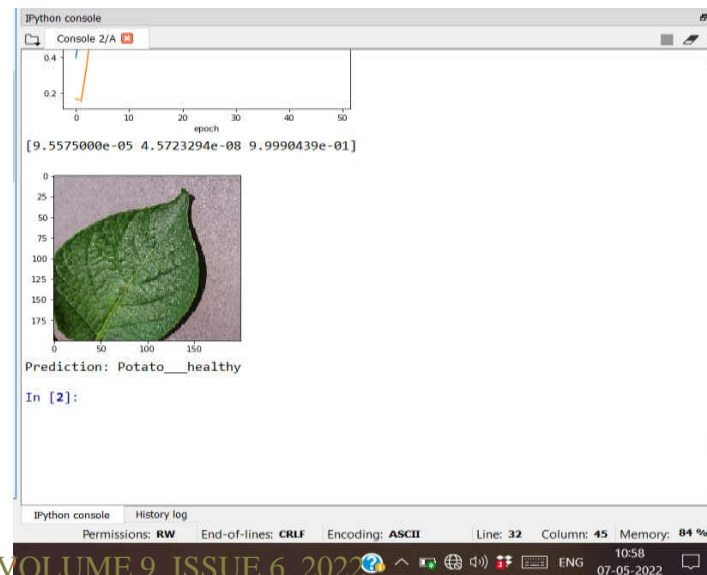 IPython console
Console 2/A
0.4
0.2
0 10 20 30 40 50
epoch
[9.5575000e-05 4.5723294e-08 9.9990439e-01]
0
25
50
75
100
125
150
175
0 50 100 150
Prediction: Potato___healthy
In [2]:
IPython console History log
Permissions: RW End-of-lines: CRLF Encoding: ASCII Line: 32 Column: 45 Memory: 84 %
VOLUME 9, ISSUE 6, 2022 ENG 10:58
07-05-2022